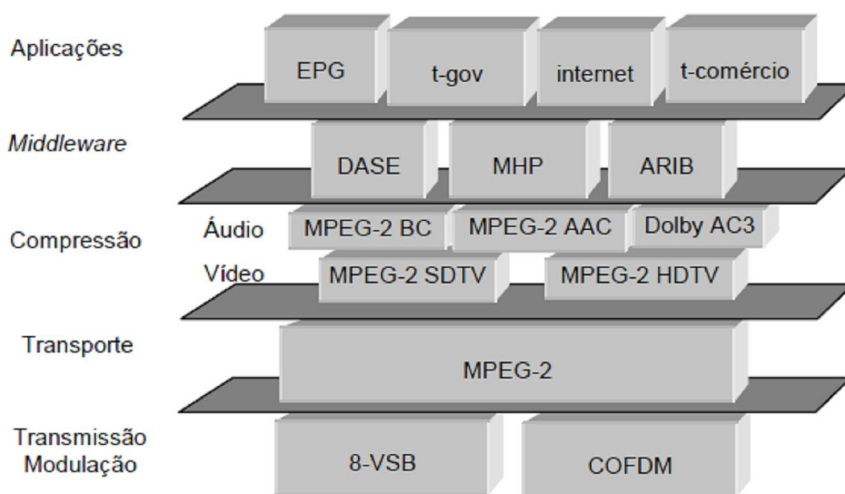 Aplicações
EPG
t-gov
internet
t-comércio
Middleware
DASE
MHP
ARIB
Compressão
Áudio
MPEG-2 BC
MPEG-2 AAC
Dolby AC3
Vídeo
MPEG-2 SDTV
MPEG-2 HDTV
Transporte
MPEG-2
Transmissão
Modulação
8-VSB
COFDM